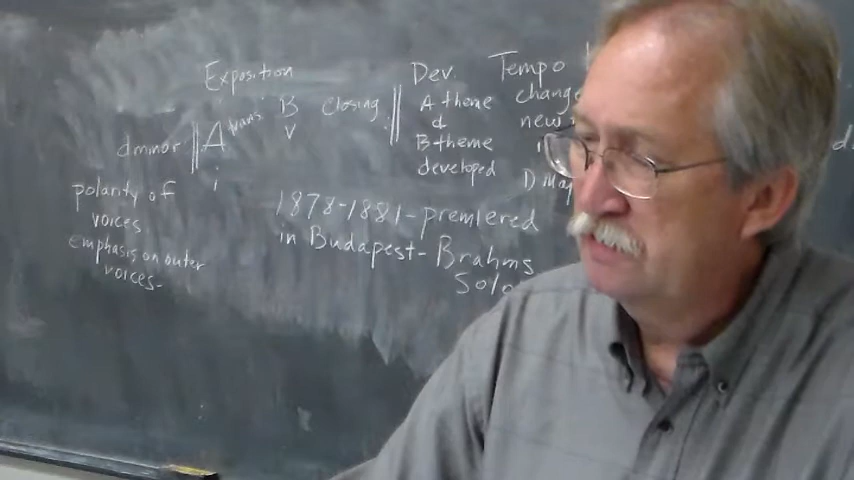 Exposition
Dev.
Tempo
A theme
change
&
new
B theme
developed
D Maj
d minor || A trans B closing ||
i
V
polarity of
voices
emphasis on outer
voices-
1878-1881-premiered
in Budapest-Brahms
Solo
d